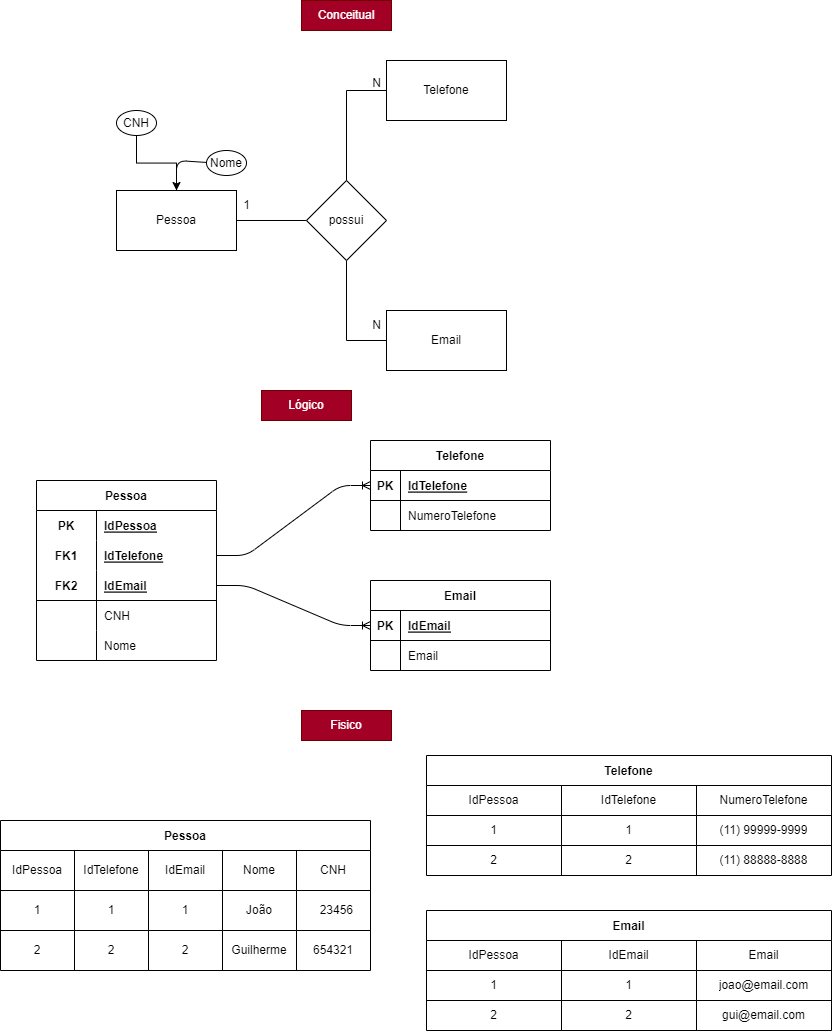 Conceitual
N
Telefone
CNH
Nome
1
Pessoa
possui
N
Email
Lógico
Telefone
PK IdTelefone
NumeroTelefone
Pessoa
PK IdPessoa
FK1 IdTelefone
FK2 IdEmail
CNH
Nome
Email
PK IdEmail
Email
Fisico
Telefone
IdPessoa IdTelefone NumeroTelefone
1 1 (11) 99999-9999
2 2 (11) 88888-8888
Pessoa
IdPessoa IdTelefone IdEmail Nome CNH
1 1 1 João 23456
2 2 2 Guilherme 654321
Email
IdPessoa IdEmail Email
1 1 joao@email.com
2 2 gui@email.com